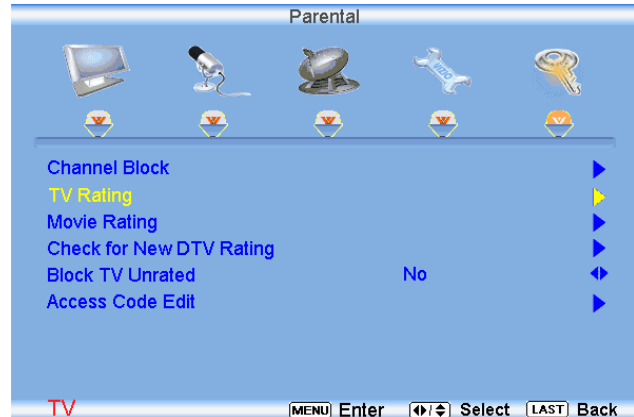 Parental
VIZIO
Channel Block
TV Rating
Movie Rating
Check for New DTV Rating
Block TV Unrated No
Access Code Edit
TV MENU Enter Select LAST Back